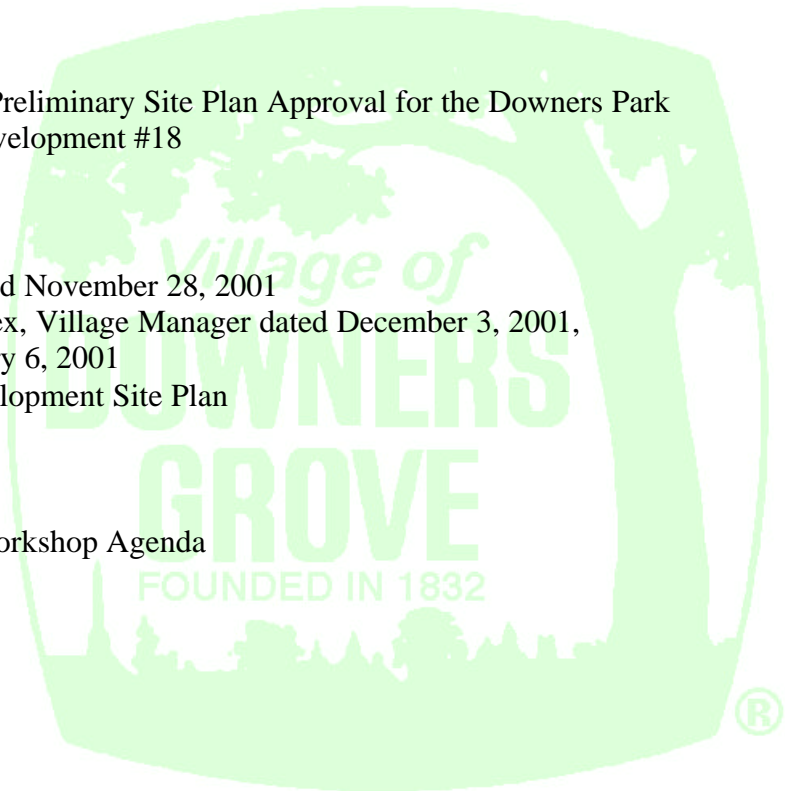 Preliminary Site Plan Approval for the Downers Park
velopment #18
Village of
d November 28, 2001
ex, Village Manager dated December 3, 2001,
ry 6, 2001
DOWNERS
lopment Site Plan
GROVE
orkshop Agenda
FOUNDED IN 1832
®